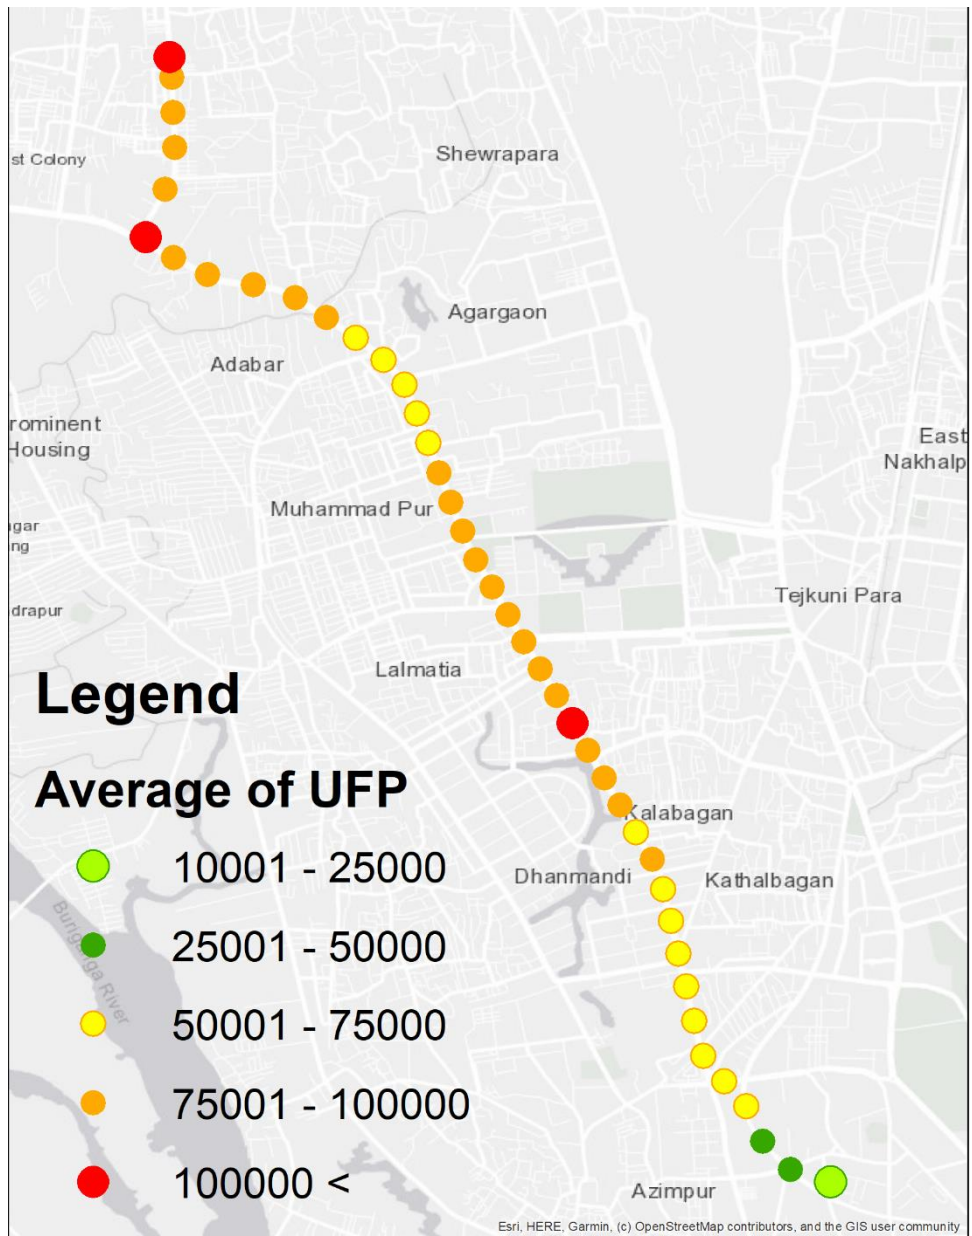 st Colony
Shewrapara
Agargaon
Adabar
rominent
Housing
East
Nakhalp
Muhammad Pur
gar
ng
drapur
Tejkuni Para
Lalmatia
Legend
Average of UFP
Kalabagan
10001 - 25000
Dhanmandi
Kathalbagan
Buriganga River
25001 - 50000
50001 - 75000
75001 - 100000
100000 <
Azimpur
Esri, HERE, Garmin, (c) OpenStreetMap contributors, and the GIS user community